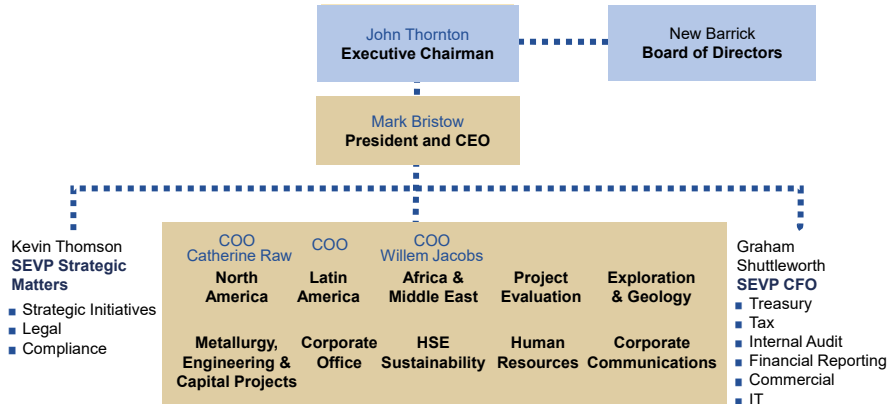 John Thornton
Executive Chairman
New Barrick
Board of Directors
Mark Bristow
President and CEO
Kevin Thomson
SEVP Strategic
Matters
Strategic Initiatives
Legal
Compliance
COO
Catherine Raw
North
America
COO
Latin
America
COO
Willem Jacobs
Africa &
Middle East
Project
Evaluation
Exploration
& Geology
Metallurgy,
Engineering &
Capital Projects
Corporate
Office
HSE
Sustainability
Human
Resources
Corporate
Communications
Graham
Shuttleworth
SEVP CFO
Treasury
Tax
Internal Audit
Financial Reporting
Commercial
IT